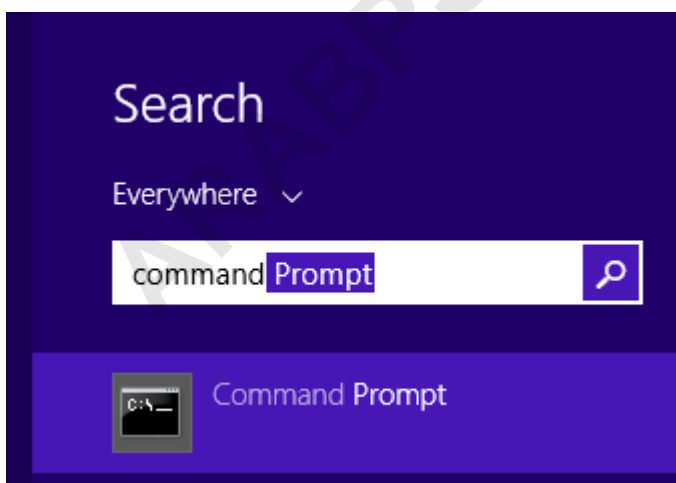 Search
Everywhere
command Prompt
C:\_
Command Prompt